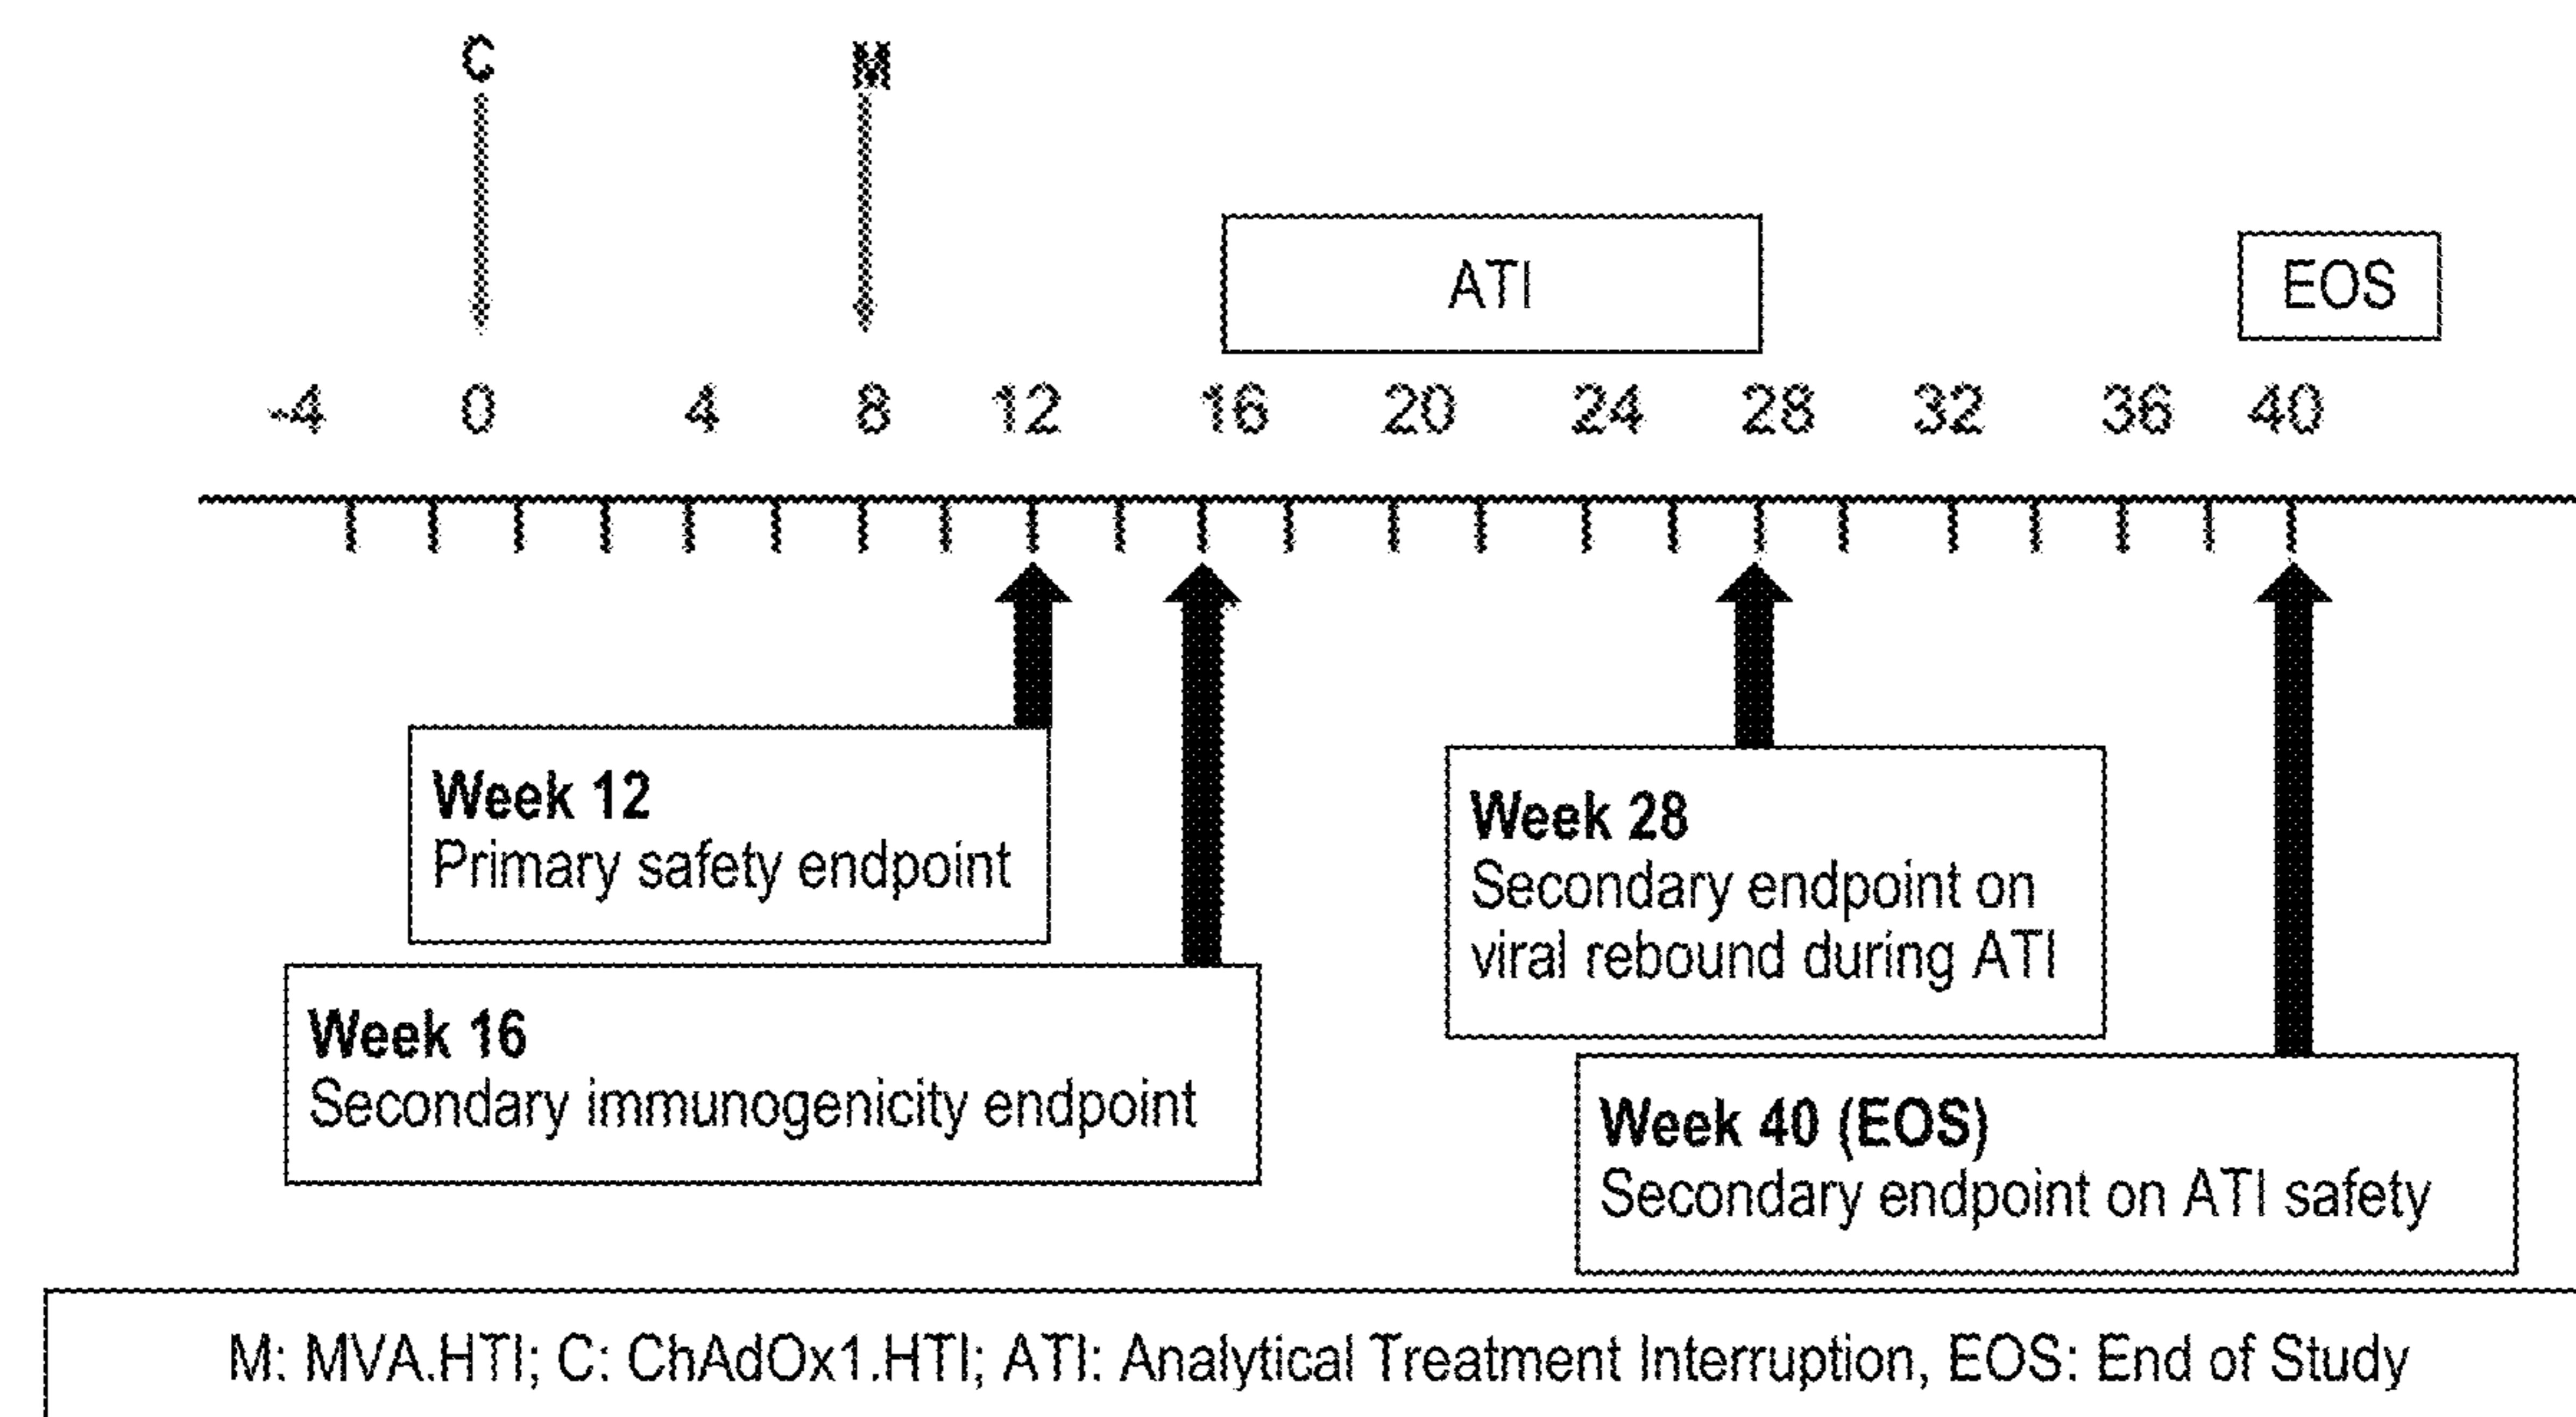 C M
ATI
EOS
-4 0 4 8 12 16 20 24 28 32 36 40
Week 12
Primary safety endpoint
Week 28
Secondary endpoint on
viral rebound during ATI
Week 16
Secondary immunogenicity endpoint
Week 40 (EOS)
Secondary endpoint on ATI safety
M: MVA.HTI; C: ChAdOx1.HTI; ATI: Analytical Treatment Interruption, EOS: End of Study